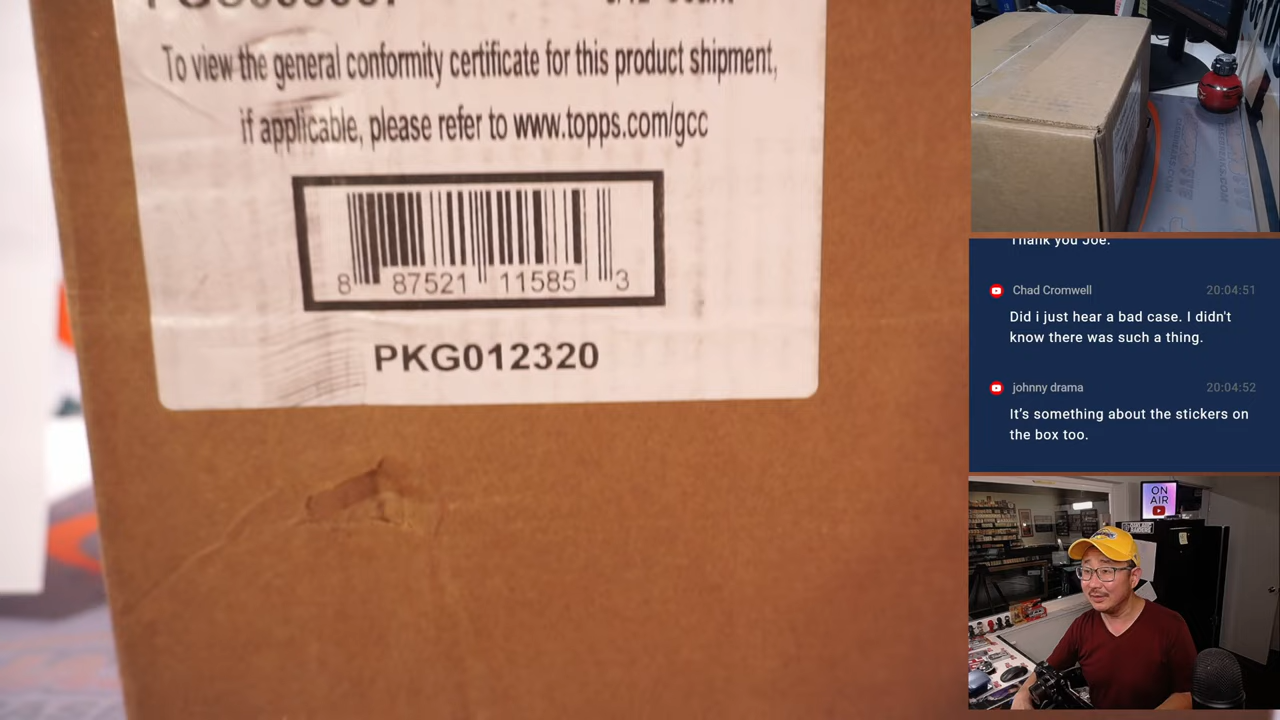 To view the general conformity certificate for this product shipment,
if applicable, please refer to www.topps.com/gcc
8 87521 11585 3
PKG012320
Thank you Joe.
Chad Cromwell 20:04:51
Did i just hear a bad case. I didn't
know there was such a thing.
johnny drama 20:04:52
It's something about the stickers on
the box too.
ON
AIR